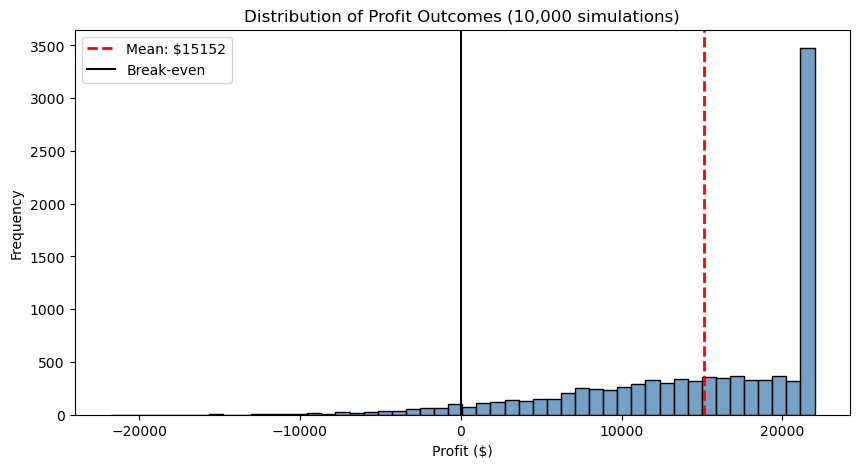 Distribution of Profit Outcomes (10,000 simulations)
Mean: $15152
Break-even
Frequency
3500
3000
2500
2000
1500
1000
500
0
−20000 −10000 0 10000 20000
Profit ($)